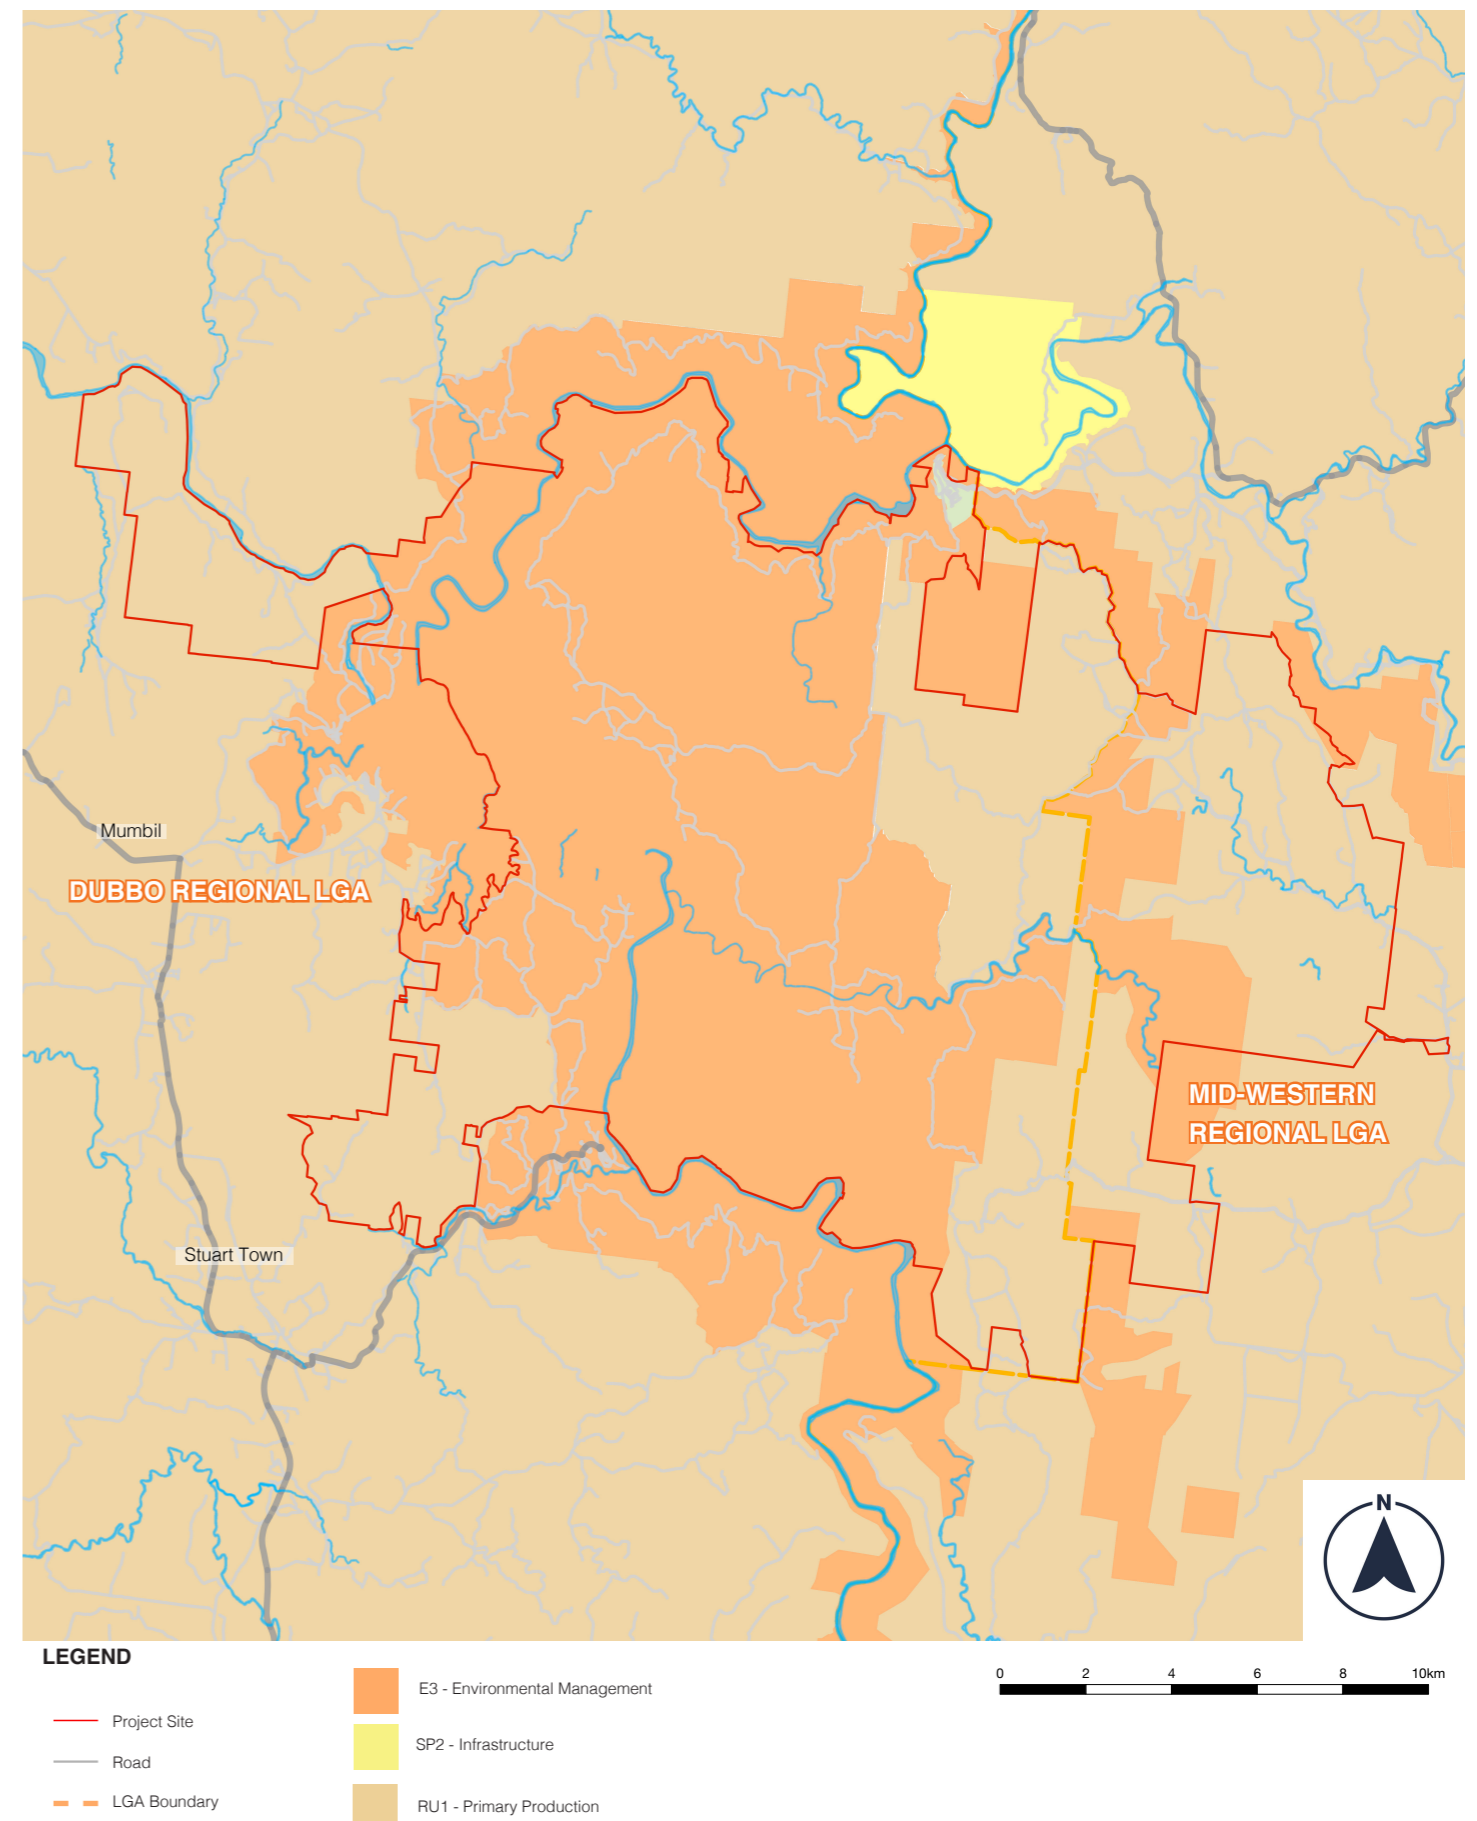 Mumbil
DUBBO REGIONAL LGA
MID-WESTERN
REGIONAL LGA
Stuart Town
N
LEGEND
Project Site
Road
LGA Boundary
E3 - Environmental Management
SP2 - Infrastructure
RU1 - Primary Production
0 2 4 6 8 10km